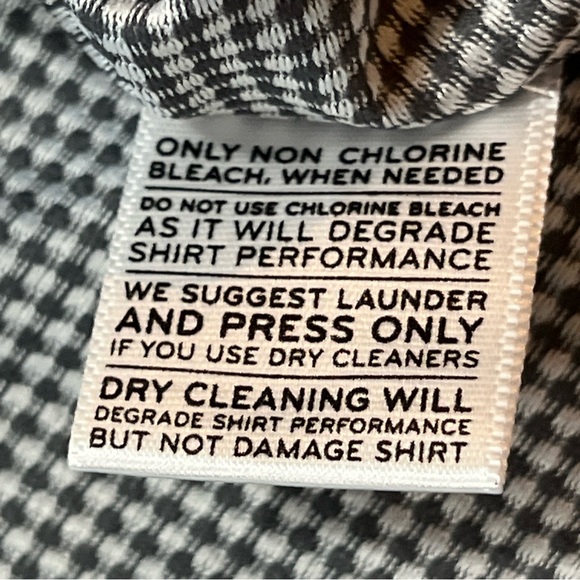 ONLY NON CHLORINE
BLEACH, WHEN NEEDED
DO NOT USE CHLORINE BLEACH
AS IT WILL DEGRADE
SHIRT PERFORMANCE
WE SUGGEST LAUNDER
AND PRESS ONLY
IF YOU USE DRY CLEANERS
DRY CLEANING WILL
DEGRADE SHIRT PERFORMANCE
BUT NOT DAMAGE SHIRT